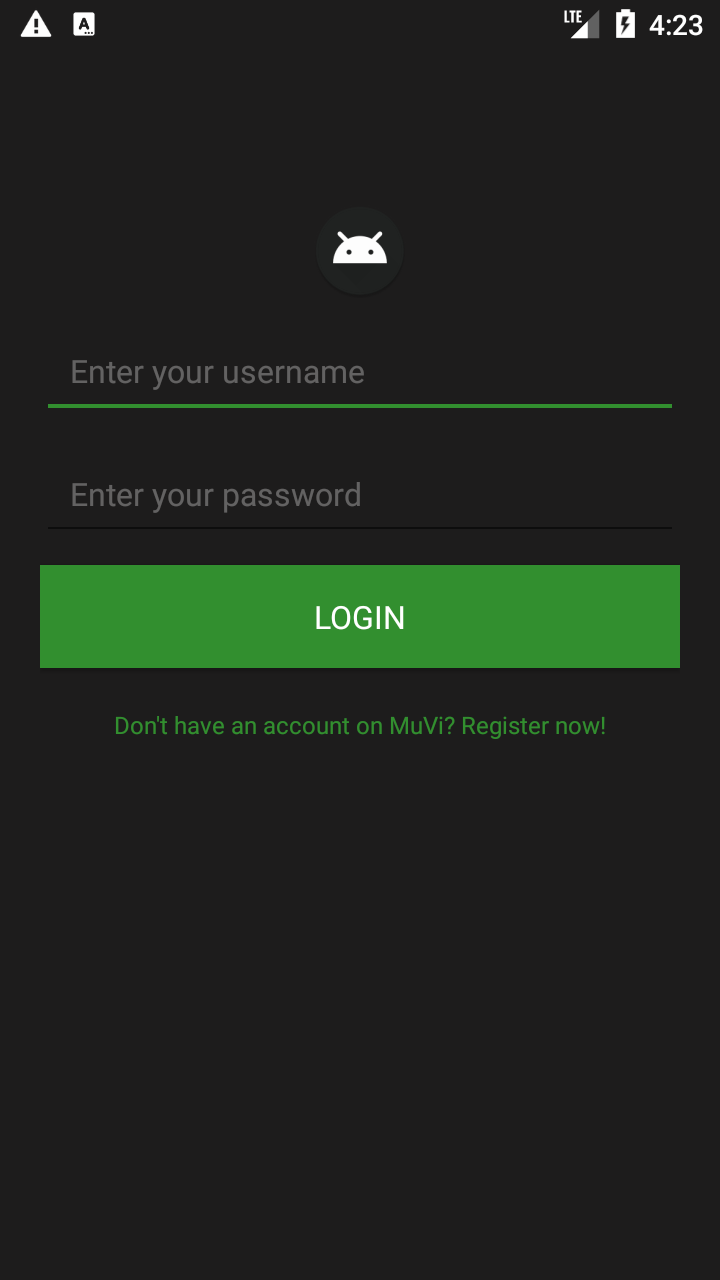 LTE 4:23
Enter your username
Enter your password
LOGIN
Don't have an account on MuVi? Register now!